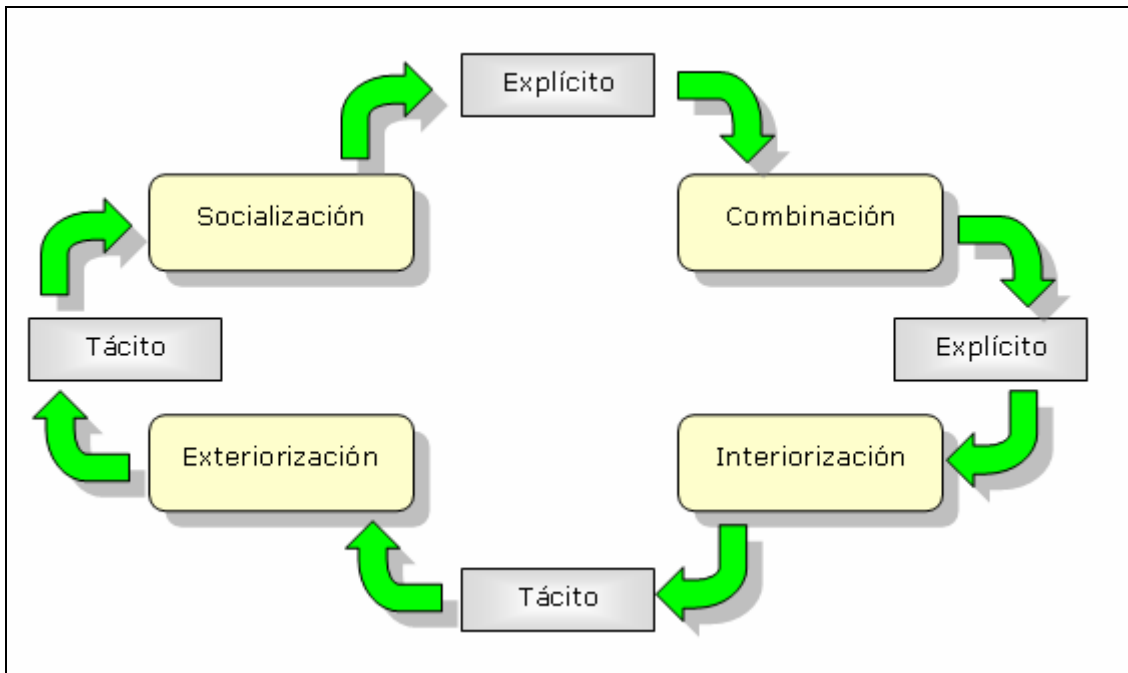 Explícito
Socialización
Combinación
Tácito
Explícito
Exteriorización
Interiorización
Tácito